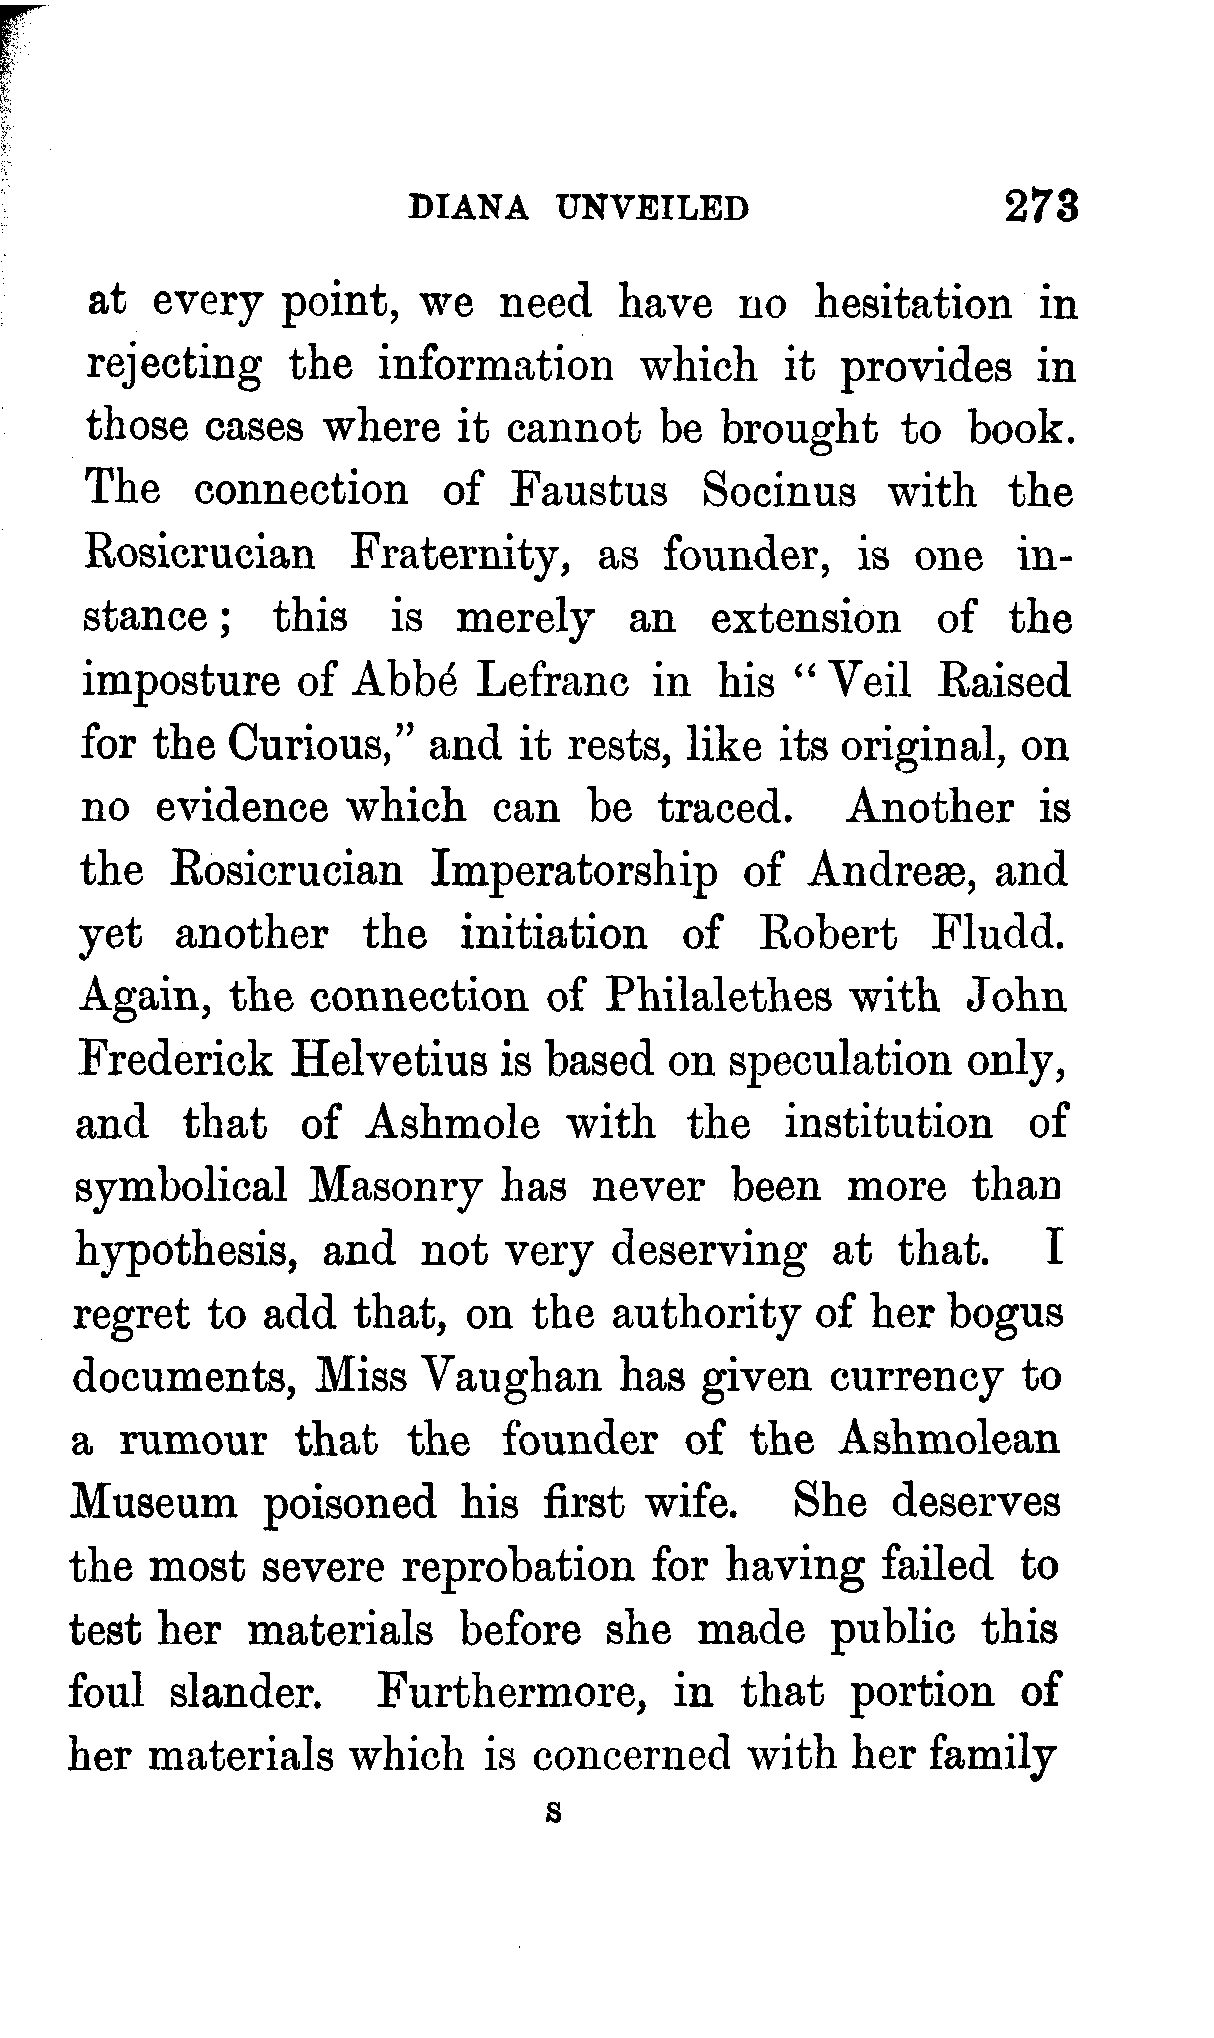 DIANA UNVEILED 273
at every point, we need have no hesitation in
rejecting the information which it provides in
those cases where it cannot be brought to book.
The connection of Faustus Socinus with the
Rosicrucian Fraternity, as founder, is one in-
stance ; this is merely an extension of the
imposture of Abbé Lefranc in his “ Veil Raised
for the Curious,” and it rests, like its original, on
no evidence which can be traced. Another is
the Rosicrucian Imperatorship of Andreæ, and
yet another the initiation of Robert Fludd.
Again, the connection of Philalethes with John
Frederick Helvetius is based on speculation only,
and that of Ashmole with the institution of
symbolical Masonry has never been more than
hypothesis, and not very deserving at that. I
regret to add that, on the authority of her bogus
documents, Miss Vaughan has given currency to
a rumour that the founder of the Ashmolean
Museum poisoned his first wife. She deserves
the most severe reprobation for having failed to
test her materials before she made public this
foul slander. Furthermore, in that portion of
her materials which is concerned with her family
S